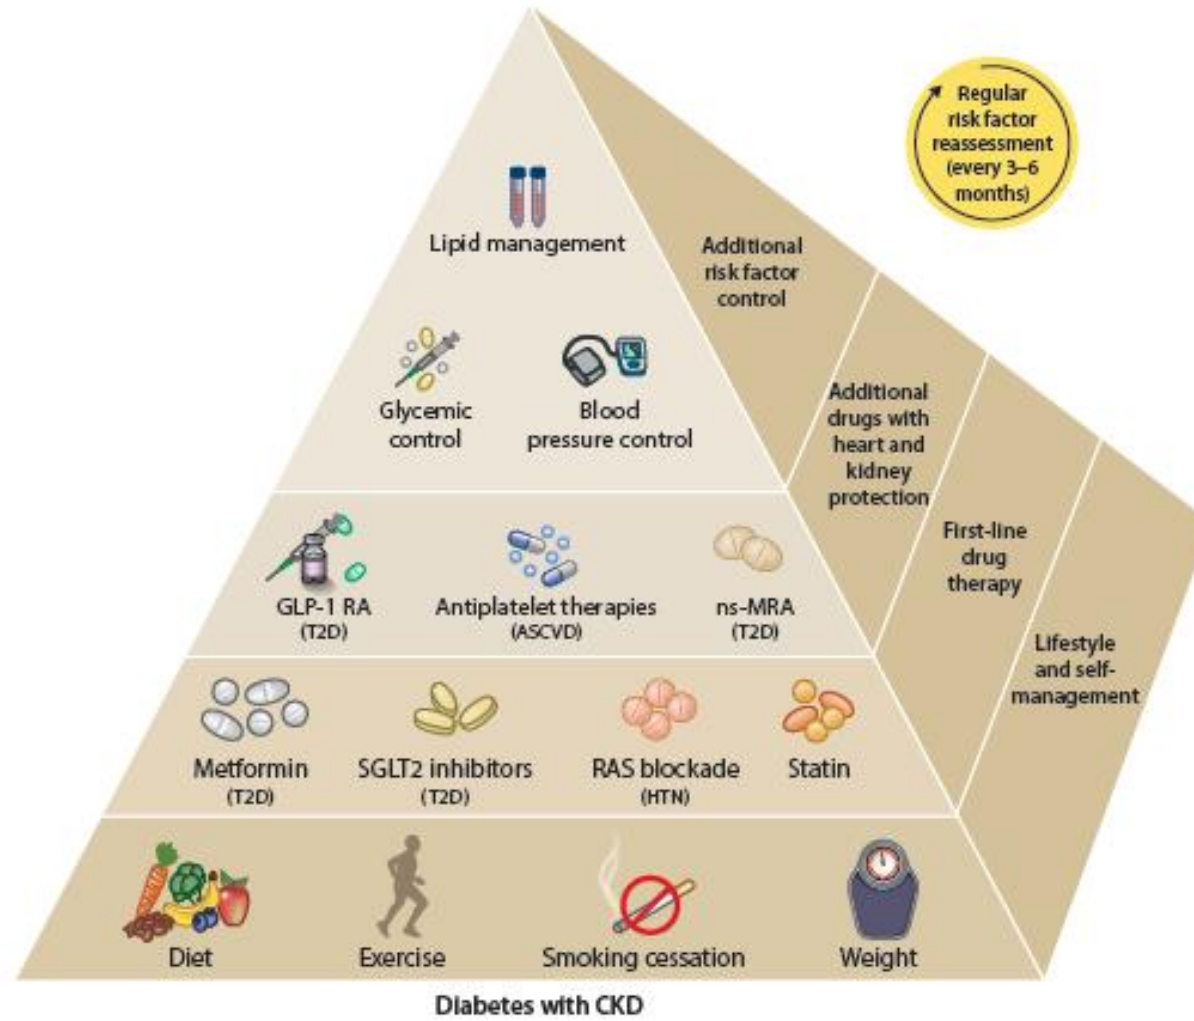 Regular
risk factor
reassessment
(every 3–6
months)
Lipid management
Additional
risk factor
control
Glycemic
control
Blood
pressure control
Additional
drugs with
heart and
kidney
protection
GLP-1 RA
(T2D)
Antiplatelet therapies
(ASCVD)
ns-MRA
(T2D)
First-line
drug
therapy
Metformin
(T2D)
SGLT2 inhibitors
(T2D)
RAS blockade
(HTN)
Statin
Lifestyle
and self-
management
Diet
Exercise
Smoking cessation
Weight
Diabetes with CKD